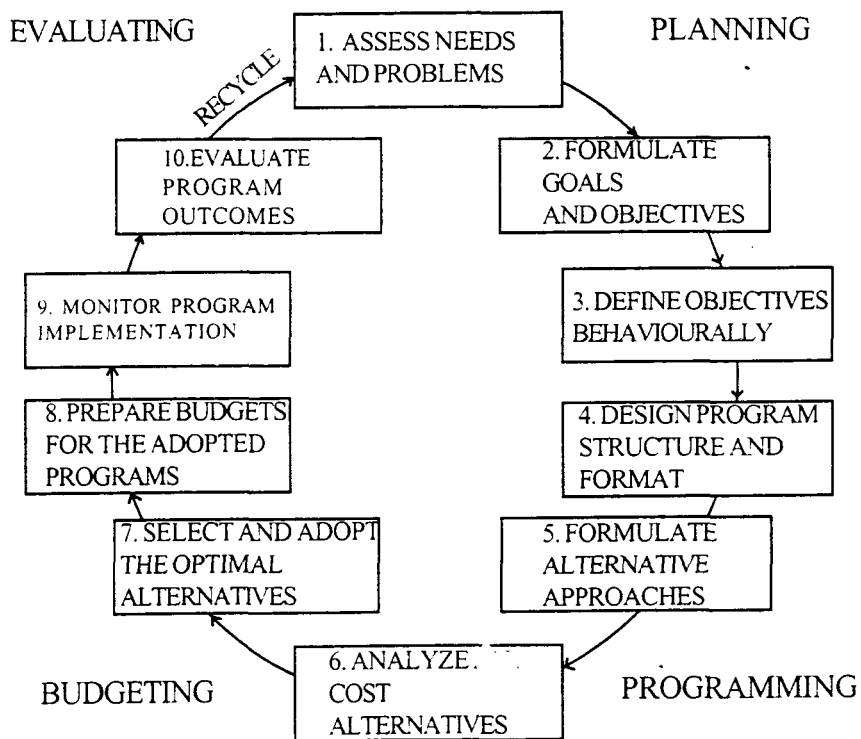 EVALUATING
PLANNING
1. ASSESS NEEDS
AND PROBLEMS
RECYCLE
2. FORMULATE
GOALS
AND OBJECTIVES
3. DEFINE OBJECTIVES
BEHAVIOURALLY
4. DESIGN PROGRAM
STRUCTURE AND
FORMAT
5. FORMULATE
ALTERNATIVE
APPROACHES
6. ANALYZE
COST
ALTERNATIVES
7. SELECT AND ADOPT
THE OPTIMAL
ALTERNATIVES
8. PREPARE BUDGETS
FOR THE ADOPTED
PROGRAMS
9. MONITOR PROGRAM
IMPLEMENTATION
10.EVALUATE
PROGRAM
OUTCOMES
BUDGETING
PROGRAMMING